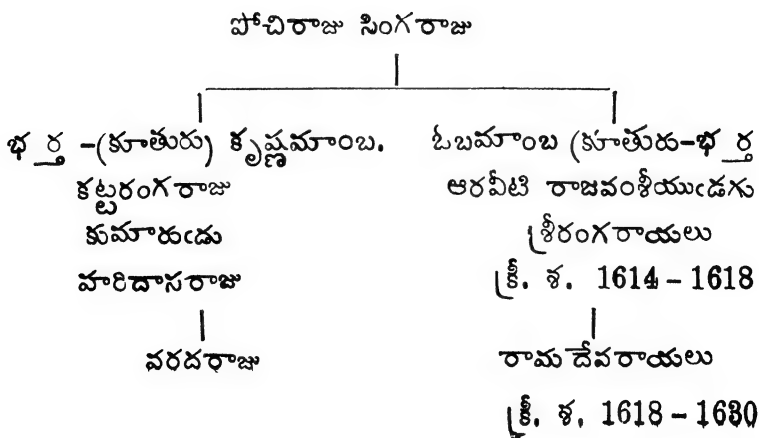 పోచిరాజు సింగరాజు
భర్త -(కూతురు) కృష్ణమాంబ. ఓబమాంబ (కూతురు-భర్త
కట్టరంగరాజు ఆరవీటి రాజవంశీయుఁడగు
కుమారుఁడు శ్రీరంగరాయలు
హరిదాసరాజు క్రీ. శ. 1614 - 1618
వరదరాజు రామ దేవరాయలు
క్రీ. శ. 1618 - 1630